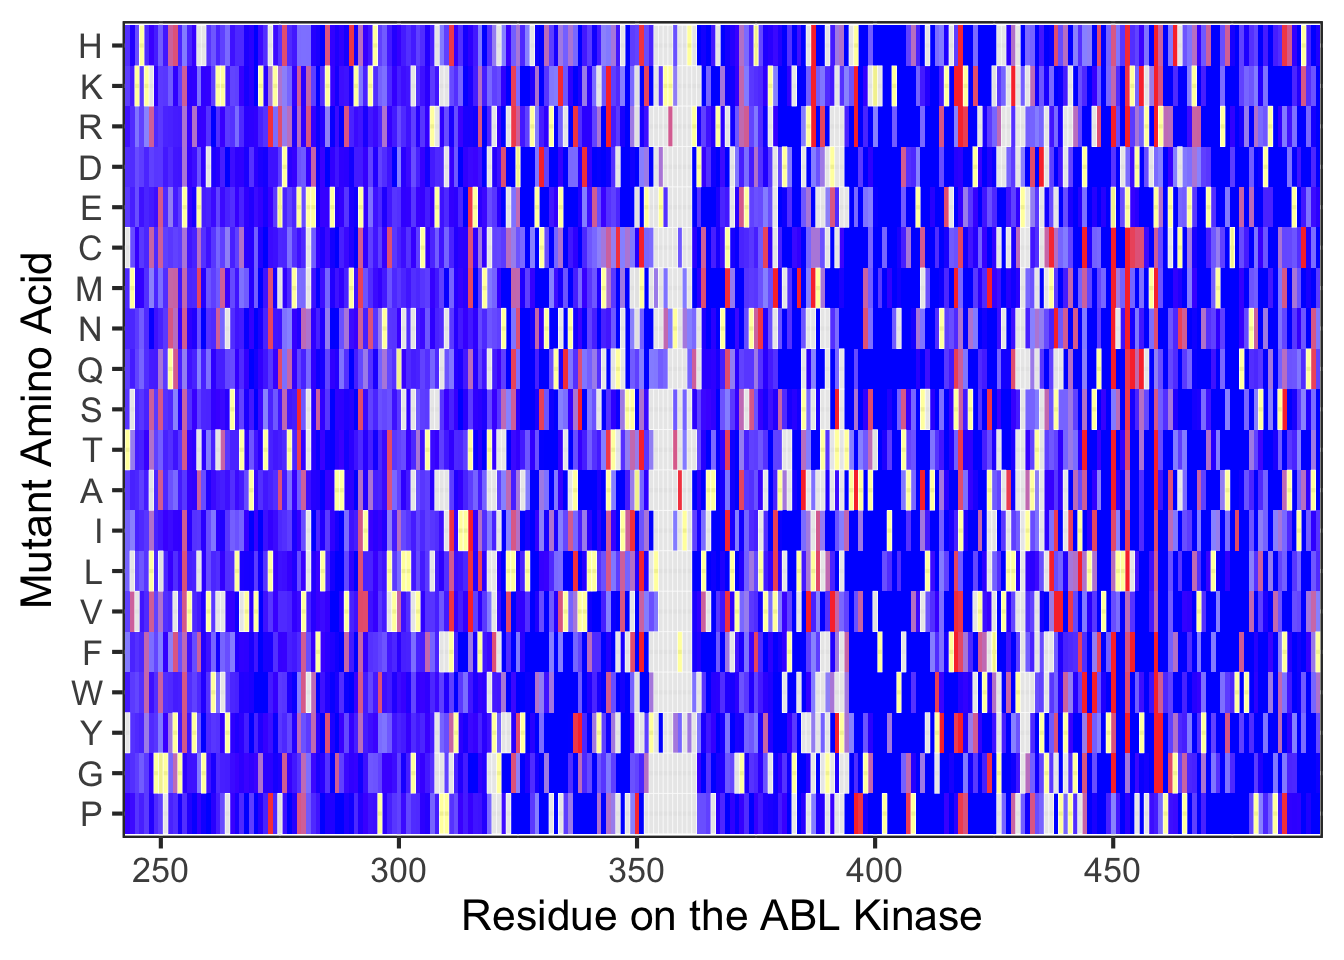 Mutant Amino Acid
H
K
R
D
E
C
M
N
Q
S
T
A
I
L
V
F
W
Y
G
P
250 300 350 400 450
Residue on the ABL Kinase